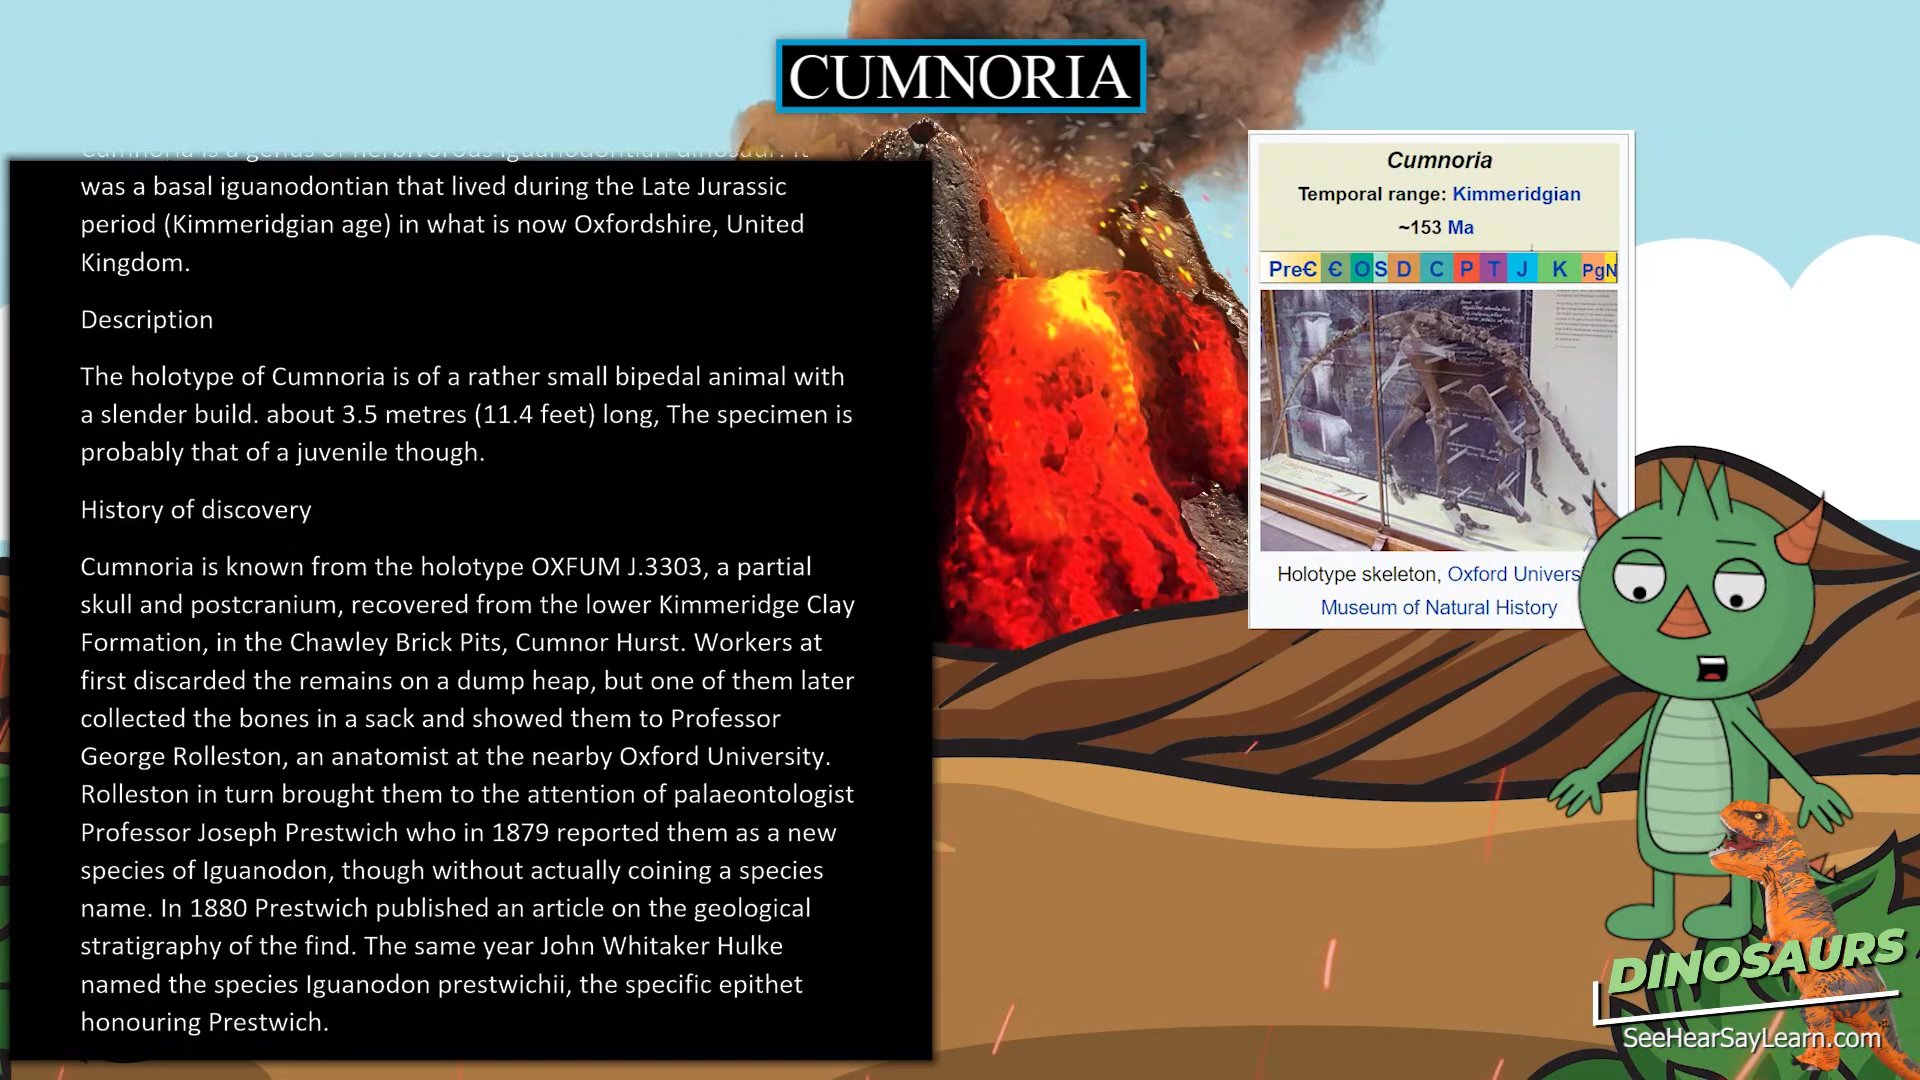 CUMNORIA
Cumnoria is a genus of herbivorous iguanodontian dinosaur. It
was a basal iguanodontian that lived during the Late Jurassic
period (Kimmeridgian age) in what is now Oxfordshire, United
Kingdom.
Description
The holotype of Cumnoria is of a rather small bipedal animal with
a slender build. about 3.5 metres (11.4 feet) long, The specimen is
probably that of a juvenile though.
History of discovery
Cumnoria is known from the holotype OXFUM J.3303, a partial
skull and postcranium, recovered from the lower Kimmeridge Clay
Formation, in the Chawley Brick Pits, Cumnor Hurst. Workers at
first discarded the remains on a dump heap, but one of them later
collected the bones in a sack and showed them to Professor
George Rolleston, an anatomist at the nearby Oxford University.
Rolleston in turn brought them to the attention of palaeontologist
Professor Joseph Prestwich who in 1879 reported them as a new
species of Iguanodon, though without actually coining a species
name. In 1880 Prestwich published an article on the geological
stratigraphy of the find. The same year John Whitaker Hulke
named the species Iguanodon prestwichii, the specific epithet
honouring Prestwich.
Cumnoria
Temporal range: Kimmeridgian
~153 Ma
PreЄ Є O S D C P T J K Pg N
Holotype skeleton, Oxford Univers
Museum of Natural History
DINOSAURS
SeeHearSayLearn.com